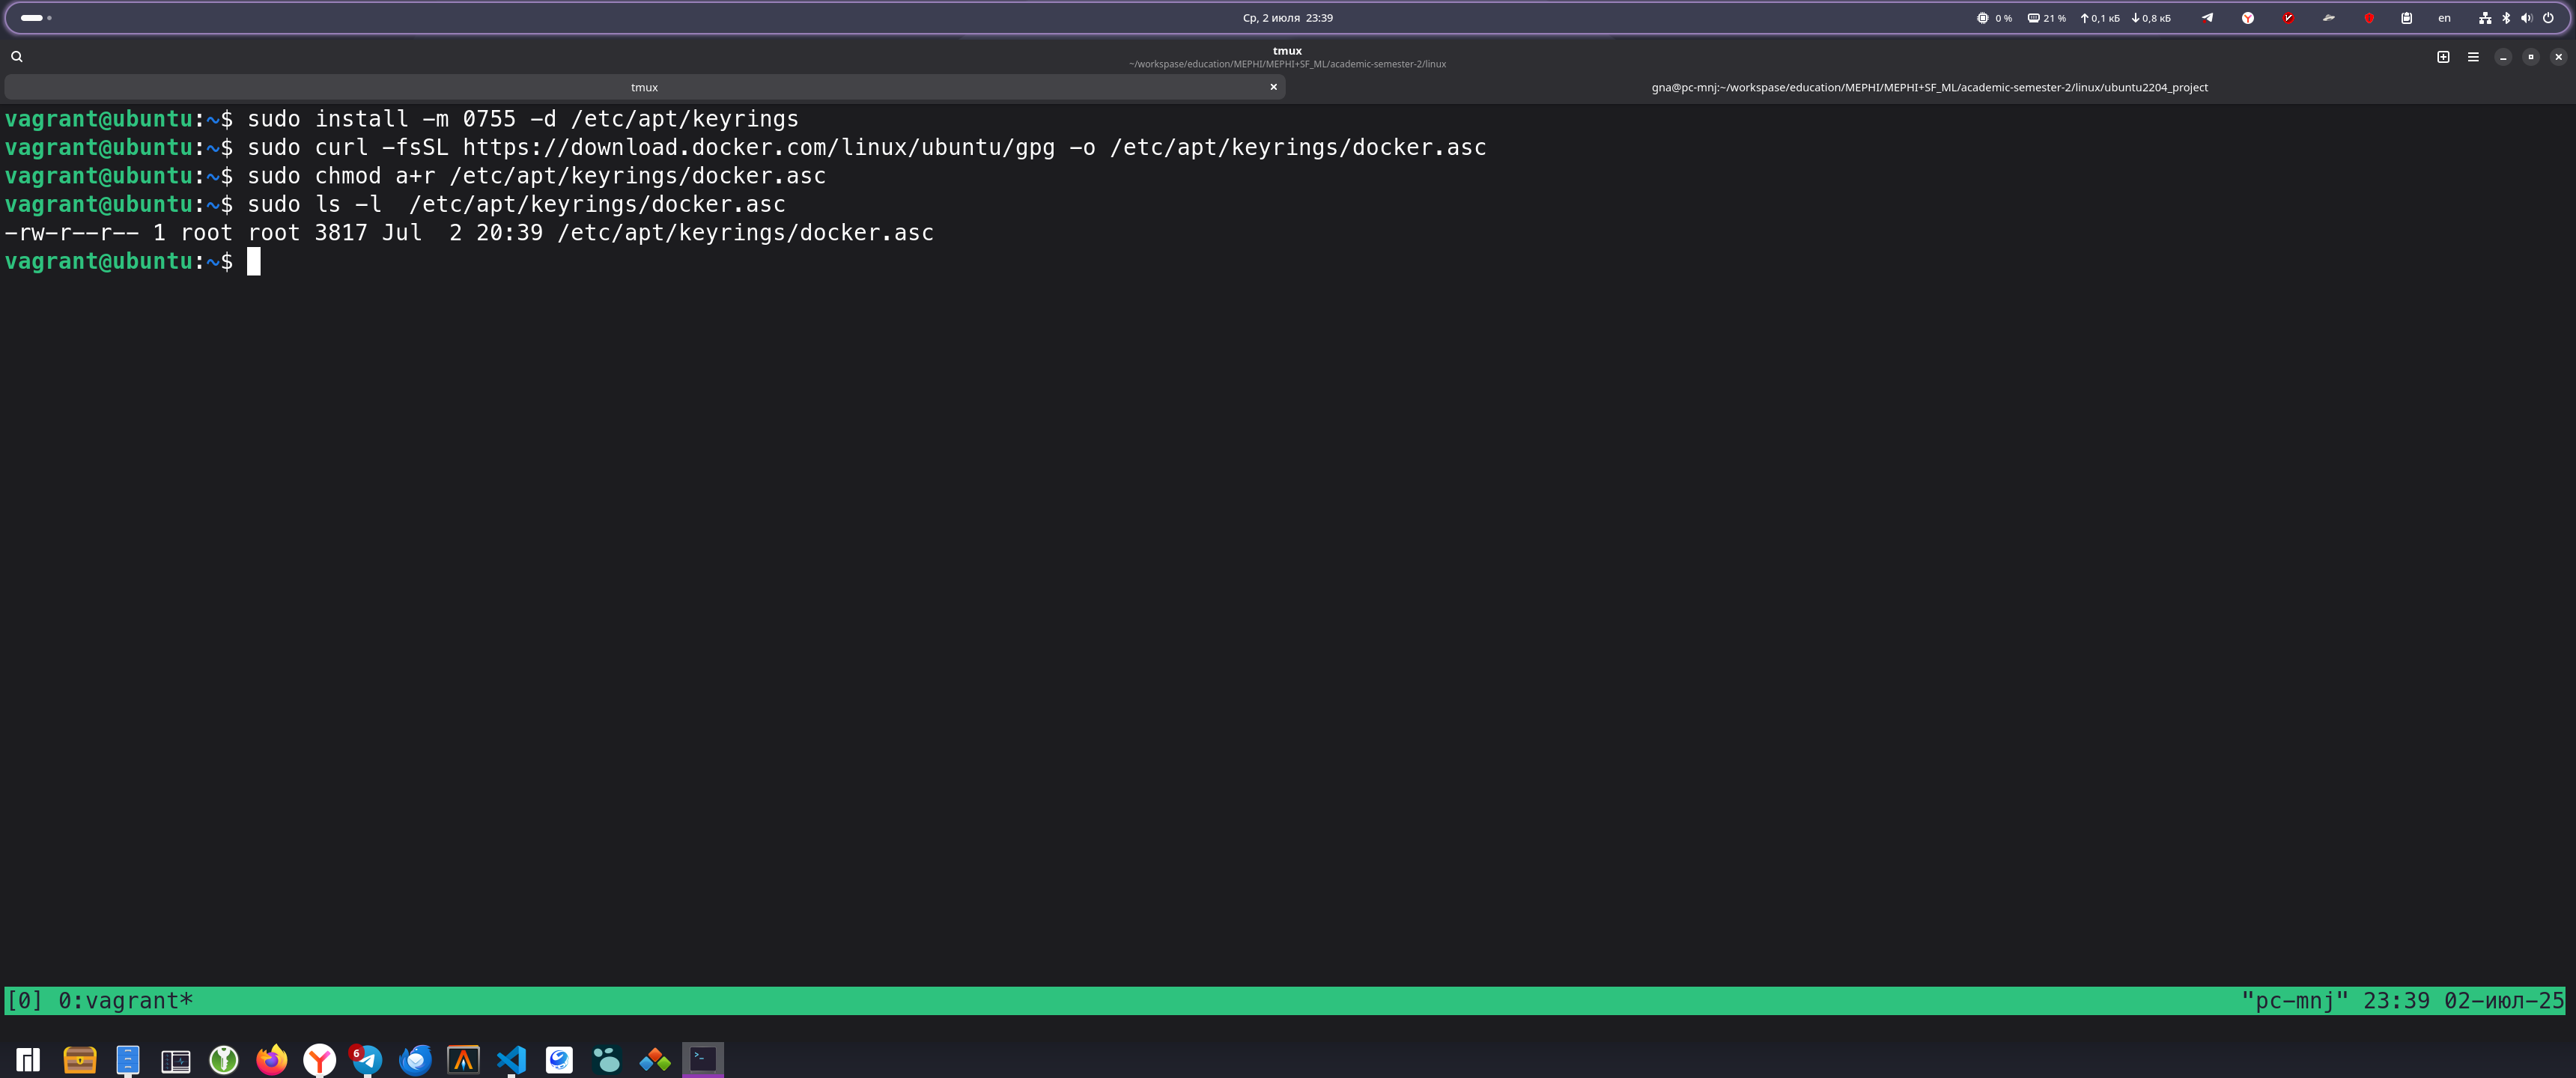 Ср, 2 июля 23:39
0 % 21 % 0,1 кБ 0,8 кБ en
tmux
~/workspase/education/MEPHI/MEPHI+SF_ML/academic-semester-2/linux
tmux
gna@pc-mnj:~/workspase/education/MEPHI/MEPHI+SF_ML/academic-semester-2/linux/ubuntu2204_project
vagrant@ubuntu:~$ sudo install -m 0755 -d /etc/apt/keyrings
vagrant@ubuntu:~$ sudo curl -fsSL https://download.docker.com/linux/ubuntu/gpg -o /etc/apt/keyrings/docker.asc
vagrant@ubuntu:~$ sudo chmod a+r /etc/apt/keyrings/docker.asc
vagrant@ubuntu:~$ sudo ls -l  /etc/apt/keyrings/docker.asc
-rw-r--r-- 1 root root 3817 Jul  2 20:39 /etc/apt/keyrings/docker.asc
vagrant@ubuntu:~$
[0] 0:vagrant* "pc-mnj" 23:39 02-июл-25
6